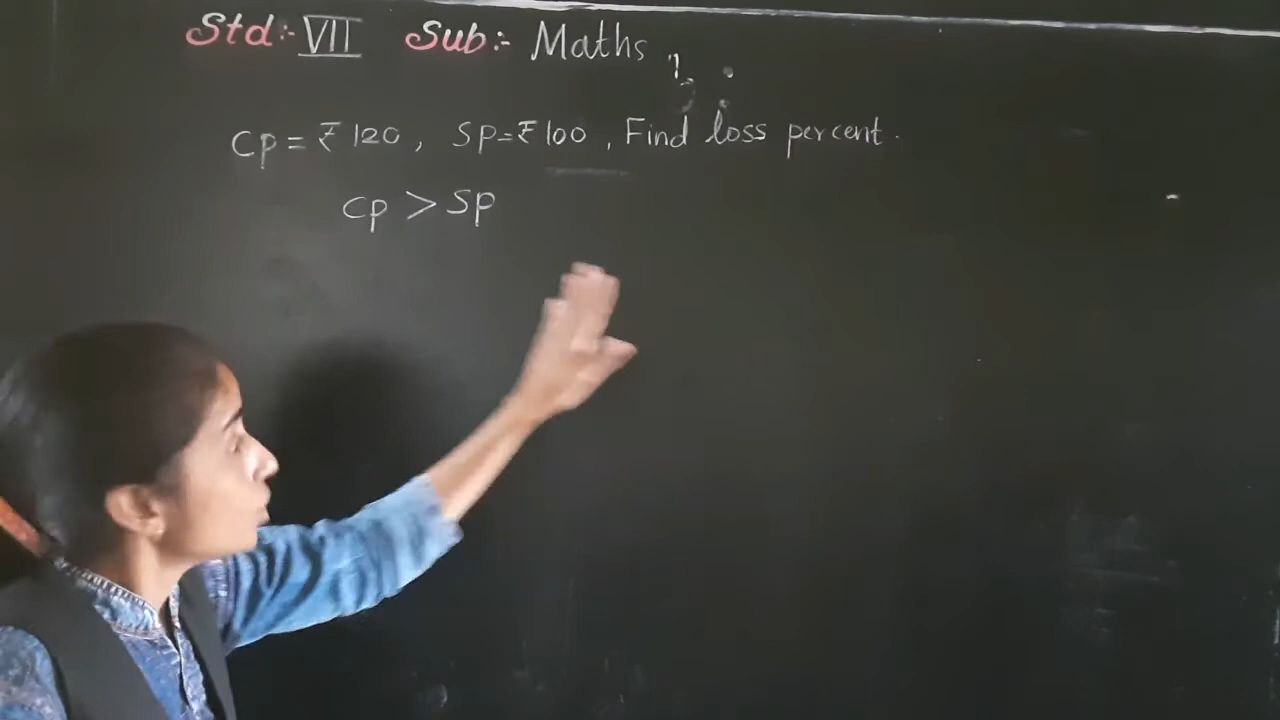 Std:- VII Sub:- Maths
Cp = ₹ 120, Sp = ₹ 100, Find loss percent.
Cp > Sp